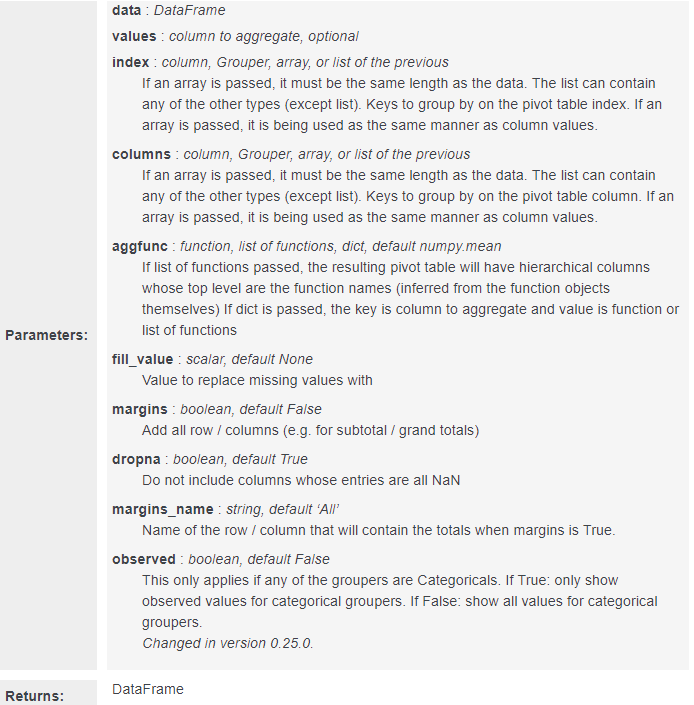 data : DataFrame
values : column to aggregate, optional
index : column, Grouper, array, or list of the previous
If an array is passed, it must be the same length as the data. The list can contain
any of the other types (except list). Keys to group by on the pivot table index. If an
array is passed, it is being used as the same manner as column values.
columns : column, Grouper, array, or list of the previous
If an array is passed, it must be the same length as the data. The list can contain
any of the other types (except list). Keys to group by on the pivot table column. If an
array is passed, it is being used as the same manner as column values.
aggfunc : function, list of functions, dict, default numpy.mean
If list of functions passed, the resulting pivot table will have hierarchical columns
whose top level are the function names (inferred from the function objects
themselves) If dict is passed, the key is column to aggregate and value is function or
list of functions
Parameters:
fill_value : scalar, default None
Value to replace missing values with
margins : boolean, default False
Add all row / columns (e.g. for subtotal / grand totals)
dropna : boolean, default True
Do not include columns whose entries are all NaN
margins_name : string, default ‘All’
Name of the row / column that will contain the totals when margins is True.
observed : boolean, default False
This only applies if any of the groupers are Categoricals. If True: only show
observed values for categorical groupers. If False: show all values for categorical
groupers.
Changed in version 0.25.0.
Returns:
DataFrame